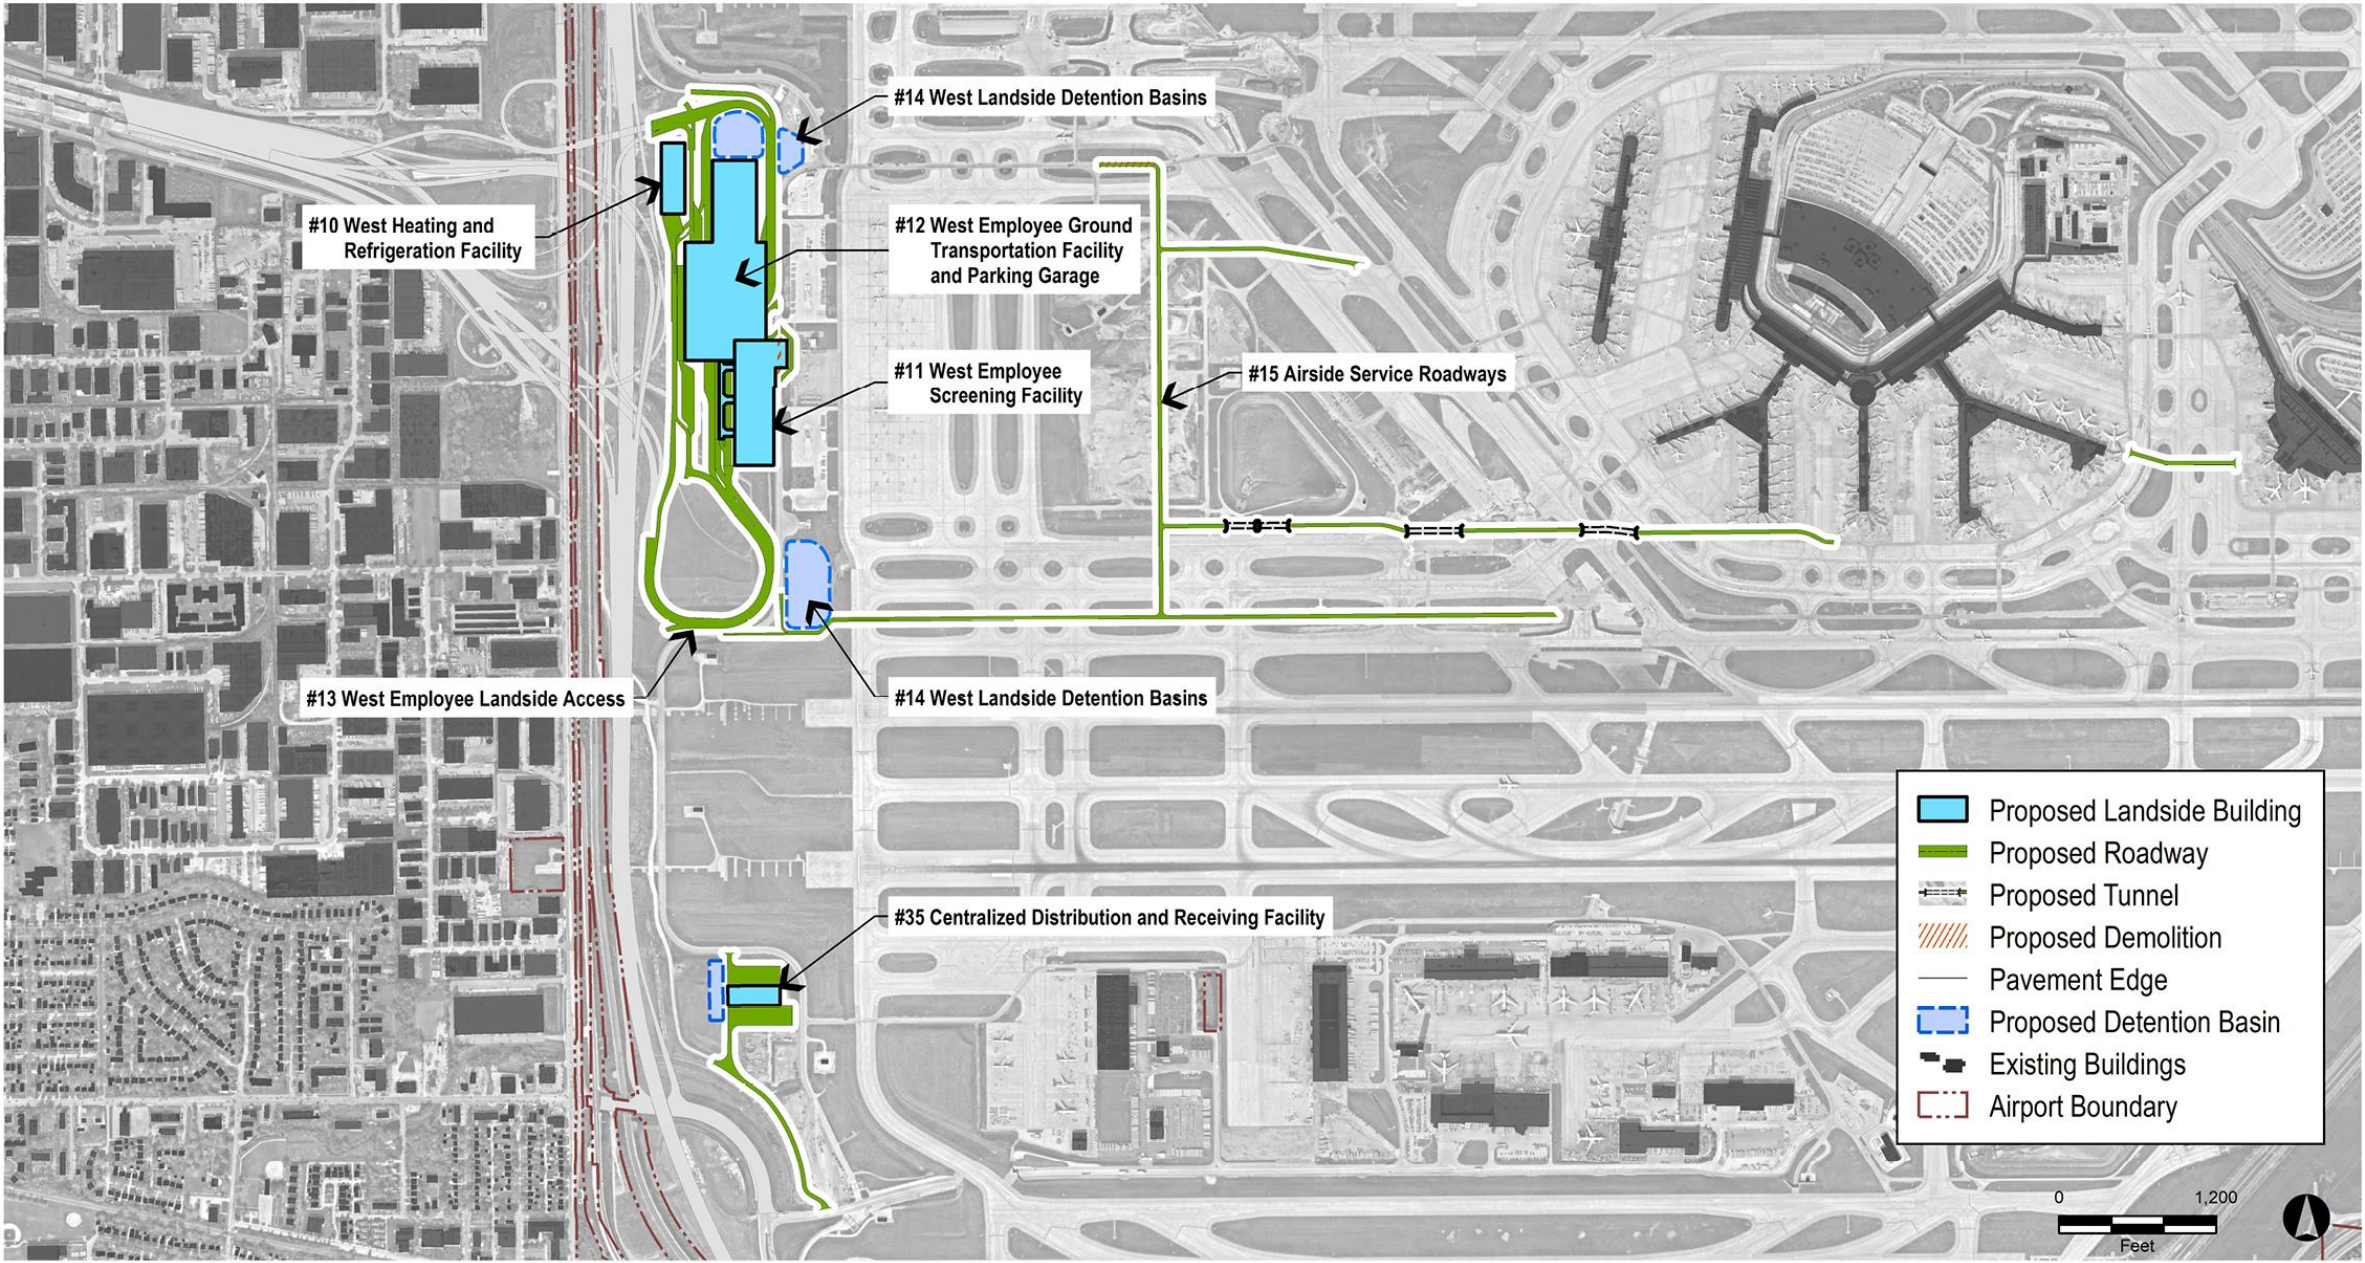 #14 West Landside Detention Basins
#10 West Heating and
Refrigeration Facility
#12 West Employee Ground
Transportation Facility
and Parking Garage
#11 West Employee
Screening Facility
#15 Airside Service Roadways
#13 West Employee Landside Access
#14 West Landside Detention Basins
#35 Centralized Distribution and Receiving Facility
Proposed Landside Building
Proposed Roadway
Proposed Tunnel
Proposed Demolition
Pavement Edge
Proposed Detention Basin
Existing Buildings
Airport Boundary
0 1,200
Feet